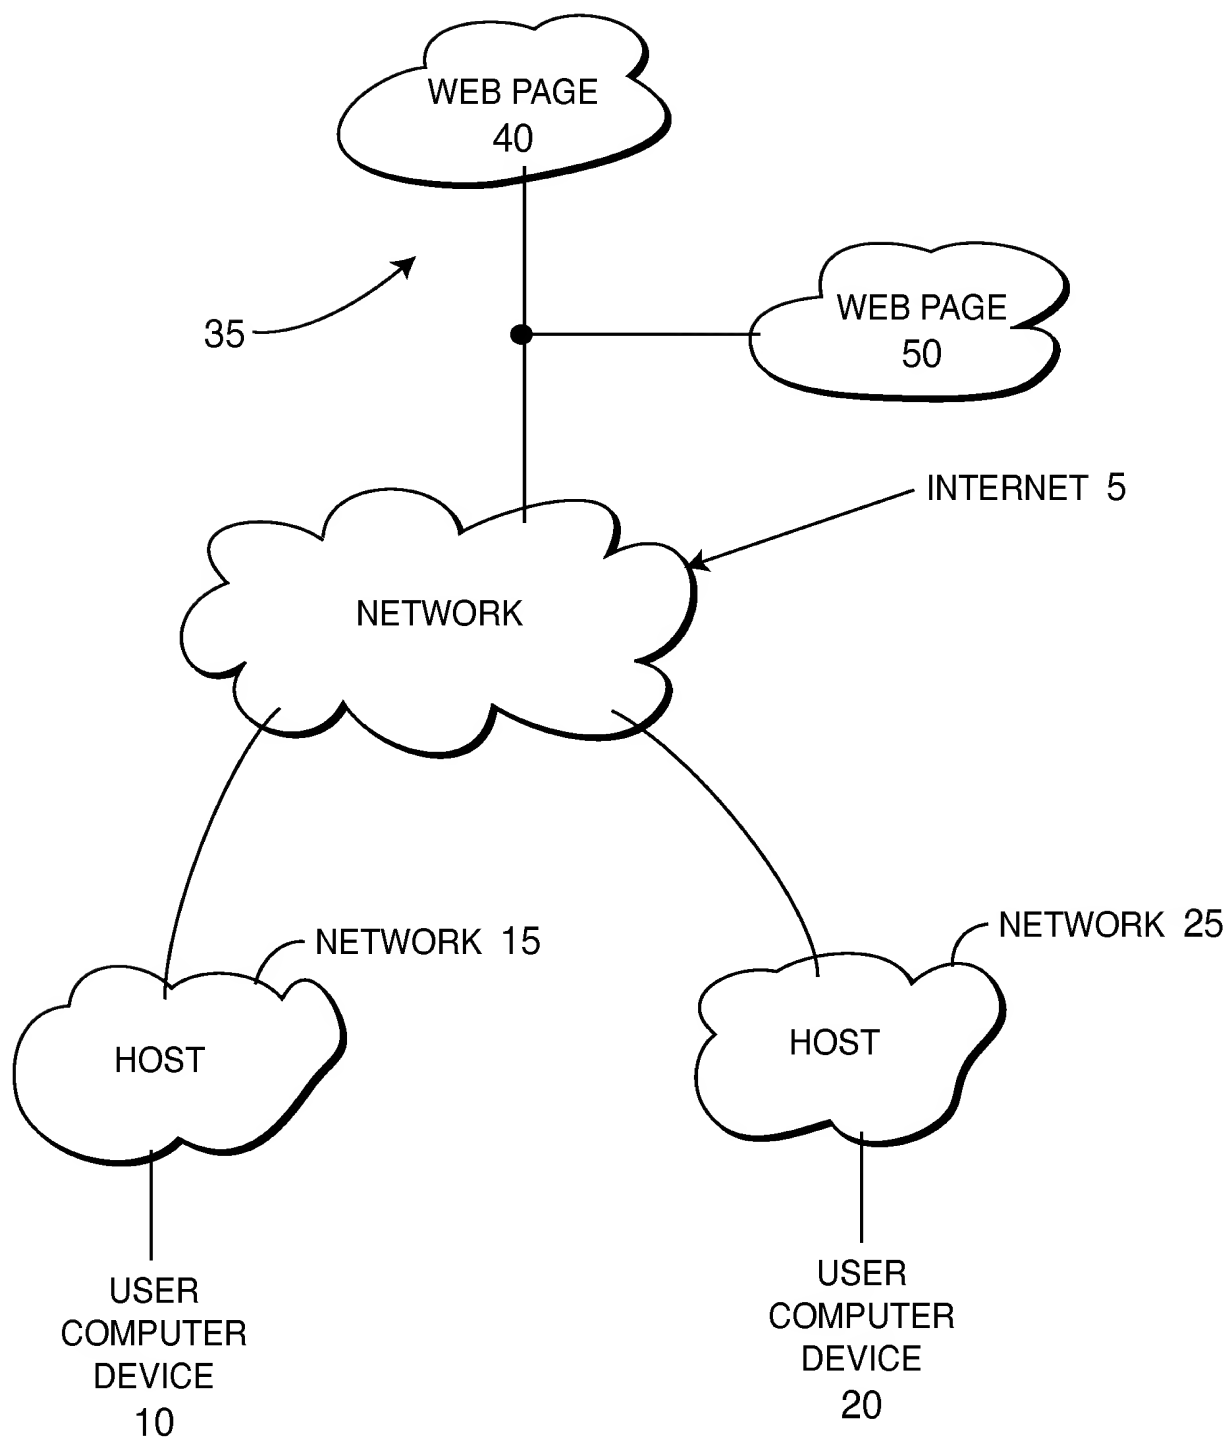 WEB PAGE
40
WEB PAGE
50
35
INTERNET 5
NETWORK
NETWORK 15
NETWORK 25
HOST
HOST
USER
COMPUTER
DEVICE
10
USER
COMPUTER
DEVICE
20